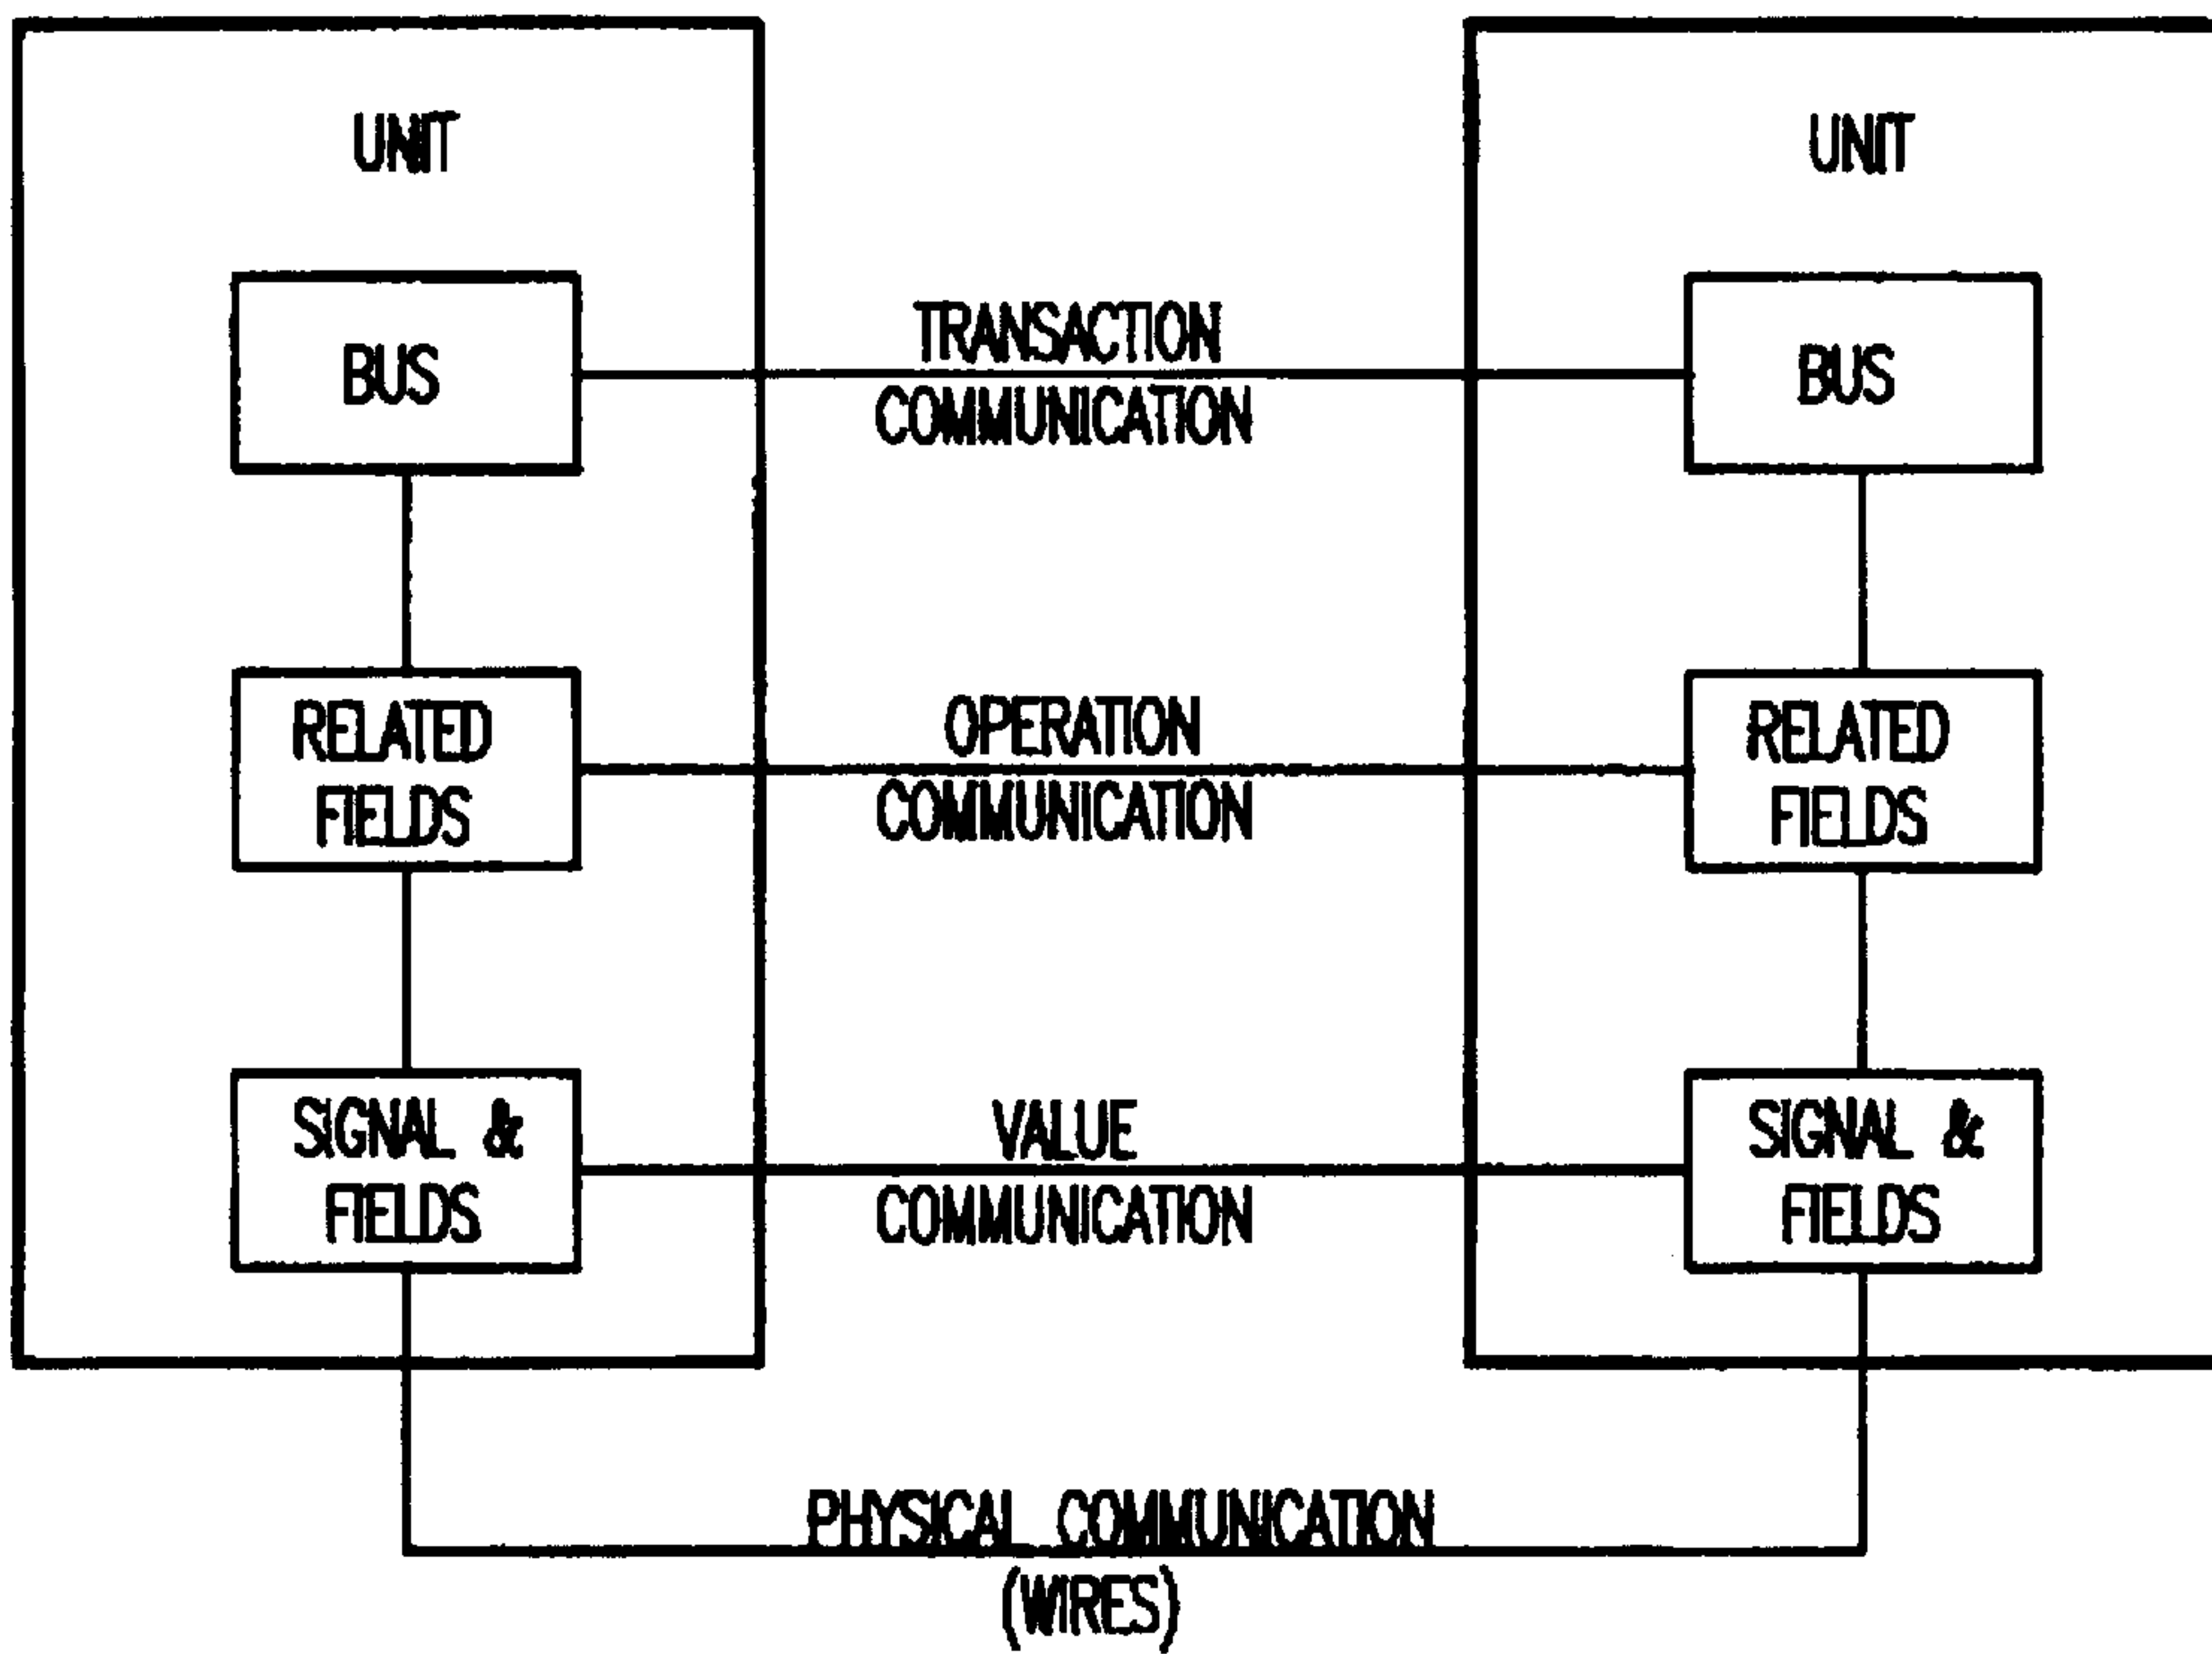 UNIT
UNIT
BUS
TRANSACTION
COMMUNICATION
BUS
RELATED
FIELDS
OPERATION
COMMUNICATION
RELATED
FIELDS
SIGNAL &
FIELDS
VALUE
COMMUNICATION
SIGNAL &
FIELDS
PHYSICAL COMMUNICATION
(WIRES)